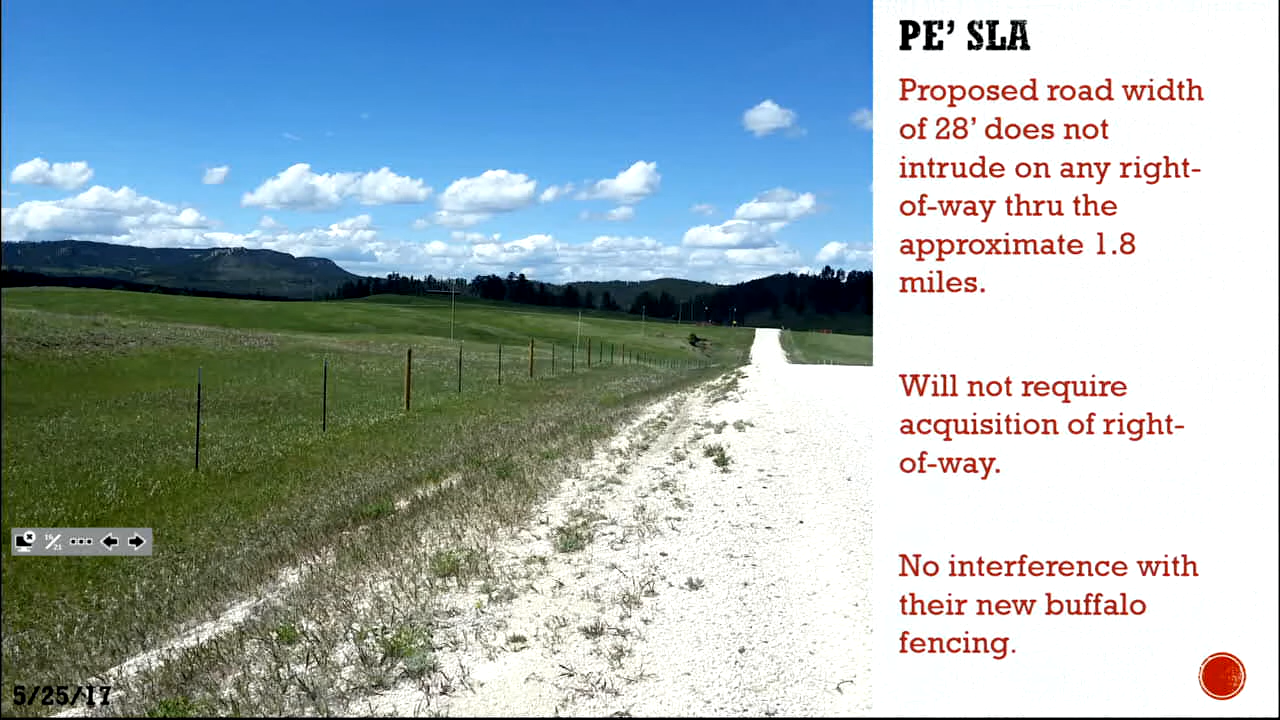 PE’ SLA
Proposed road width
of 28’ does not
intrude on any right-
of-way thru the
approximate 1.8
miles.
Will not require
acquisition of right-
of-way.
No interference with
their new buffalo
fencing.
5/25/17